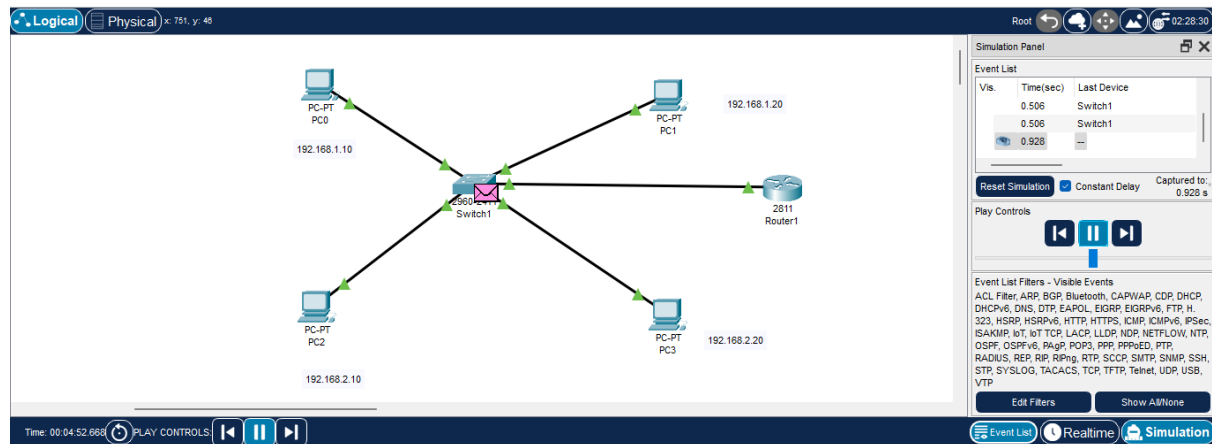 Logical
Physical
x: 751, y: 46
Root
02:28:30
Simulation Panel
Event List
Vis. Time(sec) Last Device
0.506 Switch1
0.506 Switch1
0.928 --
Reset Simulation
Constant Delay
Captured to:
0.928 s
Play Controls
Event List Filters - Visible Events
ACL Filter, ARP, BGP, Bluetooth, CAPWAP, CDP, DHCP,
DHCPv6, DNS, DTP, EAPOL, EIGRP, EIGRPv6, FTP, H.
323, HSRP, HSRPv6, HTTP, HTTPS, ICMP, ICMPv6, IPSec,
ISAKMP, IoT, IoT TCP, LACP, LLDP, NDP, NETFLOW, NTP,
OSPF, OSPFv6, PAgP, POP3, PPP, PPPoED, PTP,
RADIUS, REP, RIP, RIPng, RTP, SCCP, SMTP, SNMP, SSH,
STP, SYSLOG, TACACS, TCP, TFTP, Telnet, UDP, USB,
VTP
Edit Filters
Show All/None
PC-PT
PC0
192.168.1.10
PC-PT
PC1
192.168.1.20
Switch1
2811
Router1
PC-PT
PC2
192.168.2.10
PC-PT
PC3
192.168.2.20
Time: 00:04:52.668
PLAY CONTROLS:
Event List
Realtime
Simulation